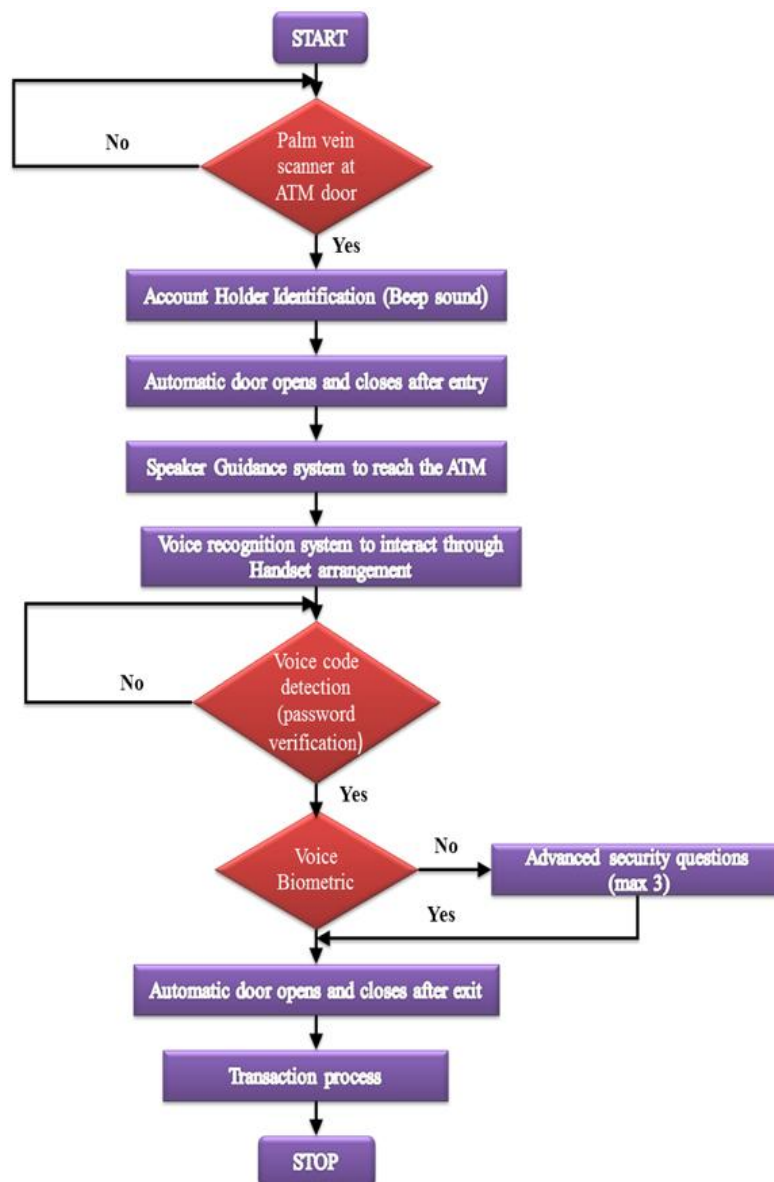 START
No
Palm vein
scanner at
ATM door
Yes
Account Holder Identification (Beep sound)
Automatic door opens and closes after entry
Speaker Guidance system to reach the ATM
Voice recognition system to interact through
Handset arrangement
No
Voice code
detection
(password
verification)
Yes
Voice
Biometric
No
Advanced security questions
(max 3)
Yes
Automatic door opens and closes after exit
Transaction process
STOP